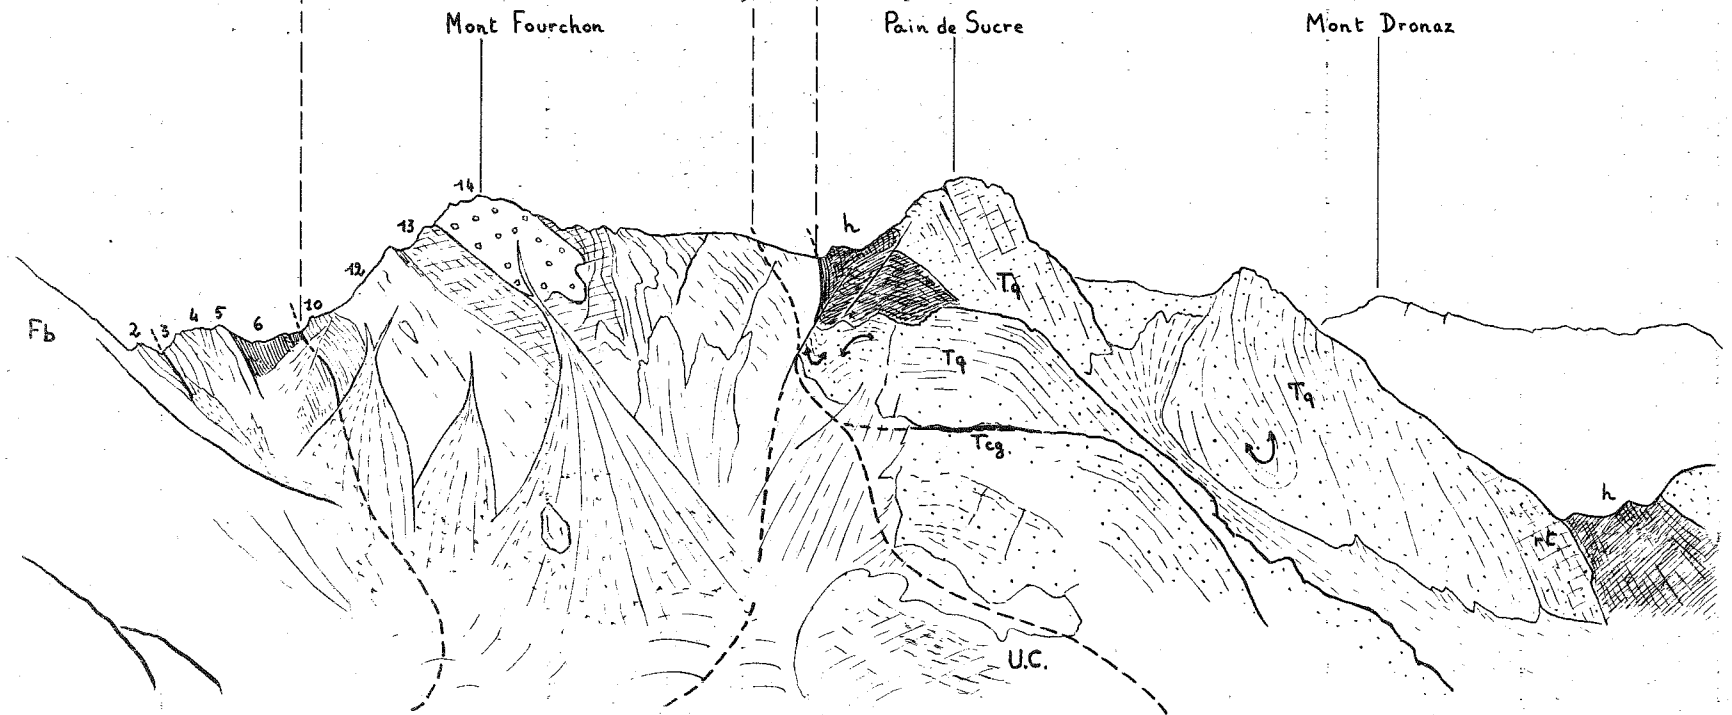 Mont Fourchon
Pain de Sucre
Mont Dronaz
14
13
h
12
10
Fb
2
3
4
5
6
Tq
Tq
Tq
Tcg.
h
rt
U.C.